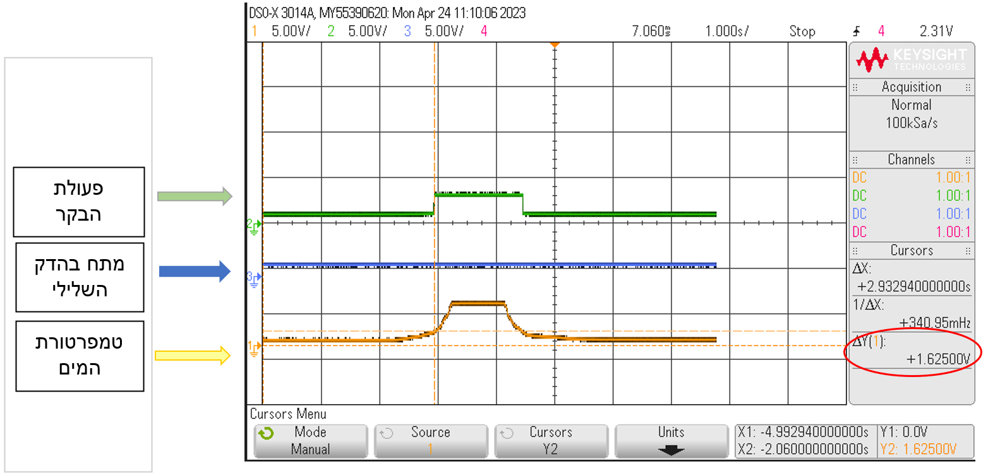 DSO-X 3014A, MY55390620: Mon Apr 24 11:10:06 2023
1 5.00V/ 2 5.00V/ 3 5.00V/ 4 7.060ms 1.000s/ Stop 4 2.31V
KEYSIGHT
TECHNOLOGIES
Acquisition
Normal
100kSa/s
Channels
DC 1.00:1
DC 1.00:1
DC 1.00:1
DC 1.00:1
Cursors
ΔX:
+2.932940000000s
1/ΔX:
+340.95mHz
ΔY(1):
+1.62500V
פעולת
הבקר
מתח בהדק
השלילי
טמפרטורת
המים
2
3
1
Cursors Menu
Mode
Manual
Source
1
Cursors
Y2
Units
X1: -4.992940000000s Y1: 0.0V
X2: -2.060000000000s Y2: 1.62500V